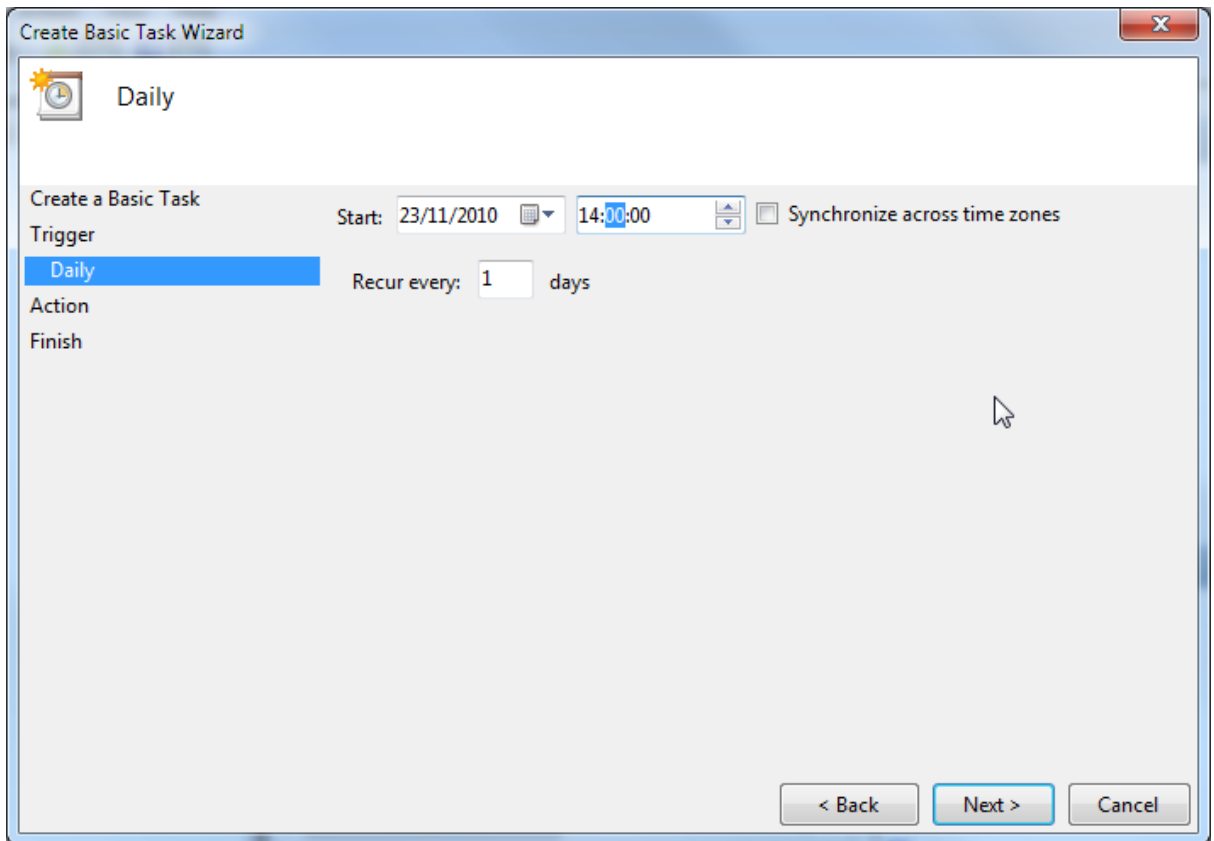 Create Basic Task Wizard
Daily
Create a Basic Task
Trigger
Daily
Action
Finish
Start: 23/11/2010 14:00:00 Synchronize across time zones
Recur every: 1 days
< Back Next > Cancel